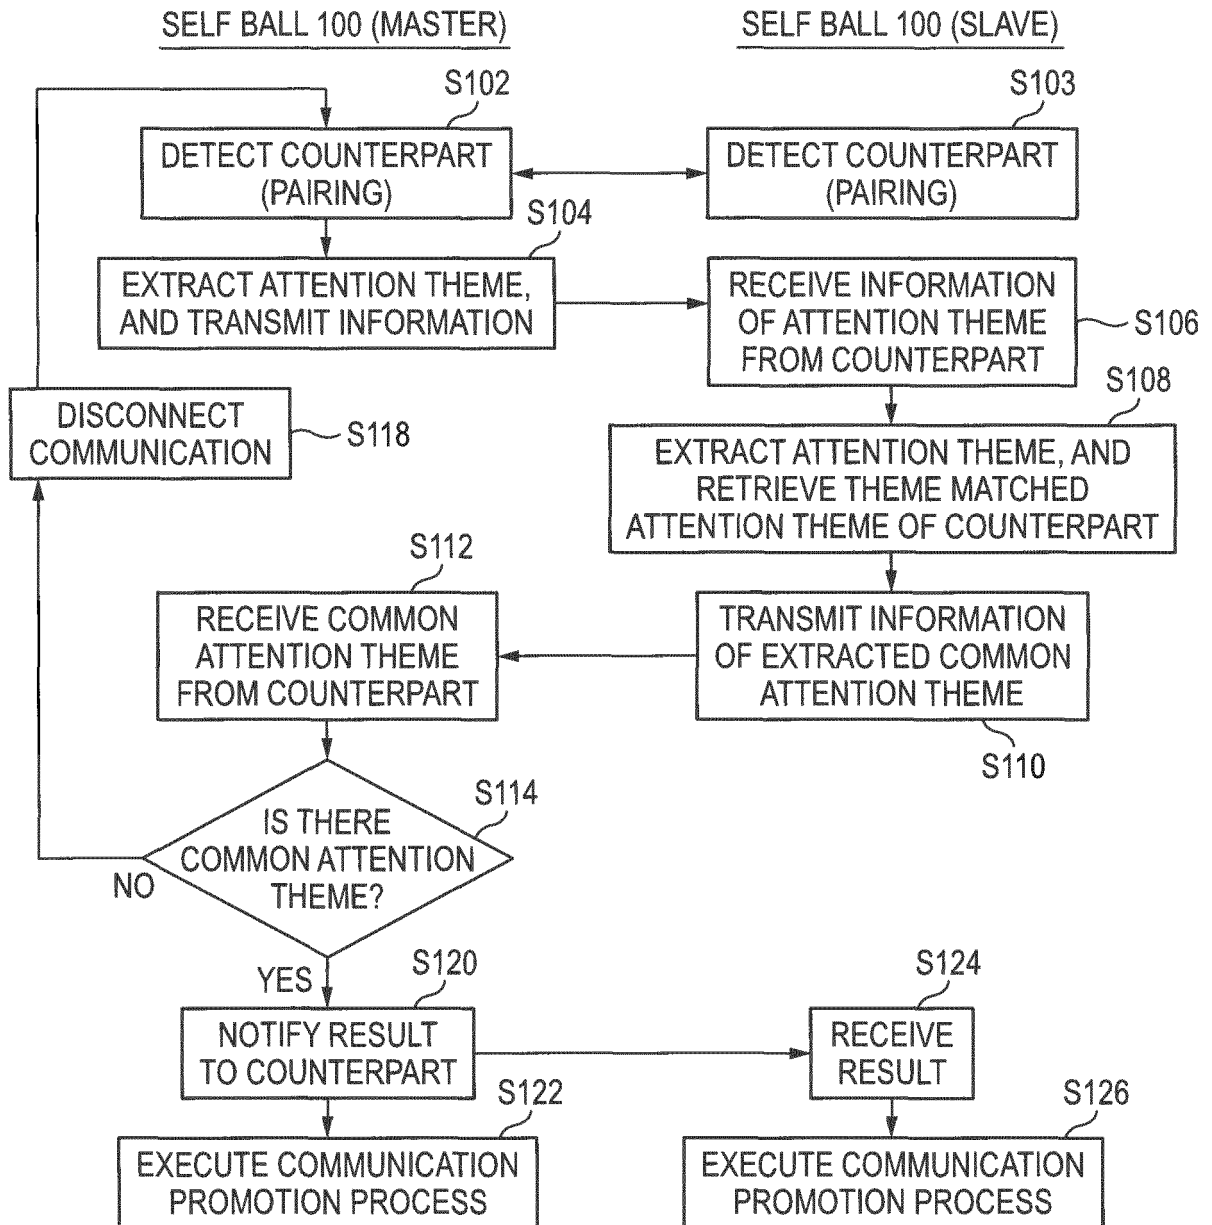 SELF BALL 100 (MASTER)
SELF BALL 100 (SLAVE)
S102
S103
DETECT COUNTERPART
(PAIRING)
DETECT COUNTERPART
(PAIRING)
S104
EXTRACT ATTENTION THEME,
AND TRANSMIT INFORMATION
RECEIVE INFORMATION
OF ATTENTION THEME
FROM COUNTERPART
S106
S108
DISCONNECT
COMMUNICATION
S118
EXTRACT ATTENTION THEME, AND
RETRIEVE THEME MATCHED
ATTENTION THEME OF COUNTERPART
S112
RECEIVE COMMON
ATTENTION THEME
FROM COUNTERPART
TRANSMIT INFORMATION
OF EXTRACTED COMMON
ATTENTION THEME
S110
S114
IS THERE
COMMON ATTENTION
THEME?
NO
YES
S120
S124
NOTIFY RESULT
TO COUNTERPART
RECEIVE
RESULT
S122
S126
EXECUTE COMMUNICATION
PROMOTION PROCESS
EXECUTE COMMUNICATION
PROMOTION PROCESS